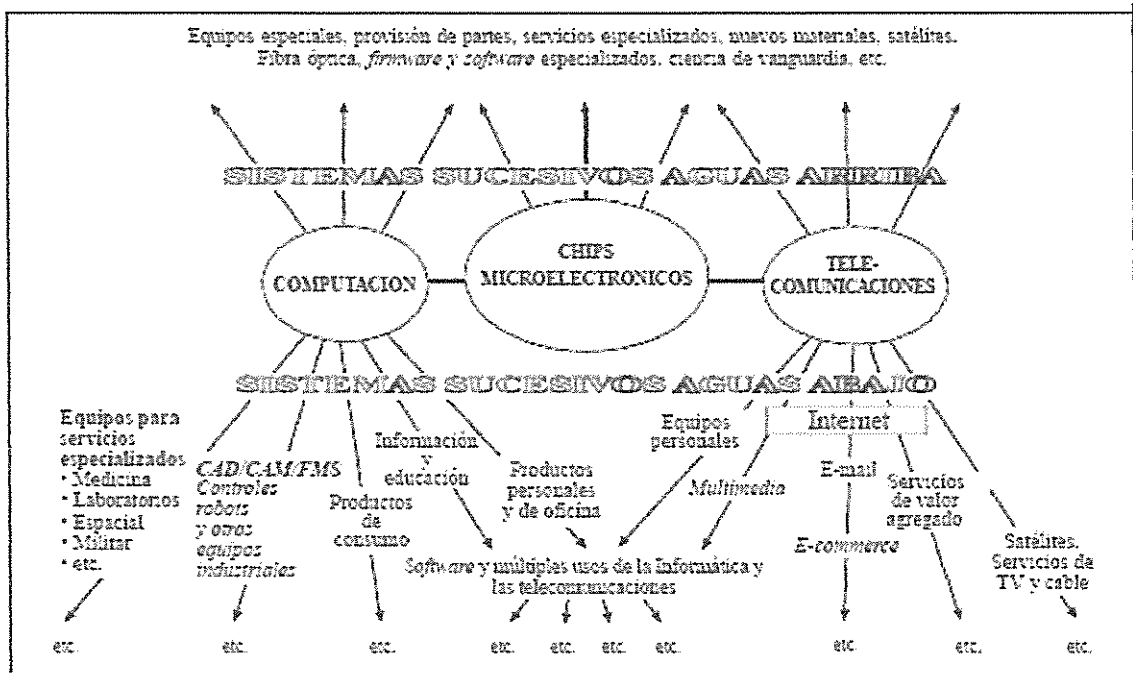 Equipos especiales, provisión de partes, servicios especializados, nuevos materiales, satélites.
Fibra óptica, firmware y software especializados, ciencia de vanguardia, etc.
SISTEMAS SUCESIVOS AGUAS ARRIBA
COMPUTACION
CHIPS
MICROELECTRONICOS
TELE-
COMUNICACIONES
SISTEMAS SUCESIVOS AGUAS ABAJO
Equipos para
servicios
especializados
• Medicina
• Laboratorios
• Espacial
• Militar
• etc.
CAD/CAM/FMS
Controles
robots
y otros
equipos
industriales
Productos
de
consumo
Información
y
educación
Productos
personales
y de oficina
Equipos
personales
Multimedia
Internet
E-mail
E-commerce
Servicios
de valor
agregado
Satélites.
Servicios de
TV y cable
Software y múltiples usos de la Informática y
las telecomunicaciones
etc.
etc.
etc.
etc.
etc.
etc.
etc.
etc.
etc.
etc.